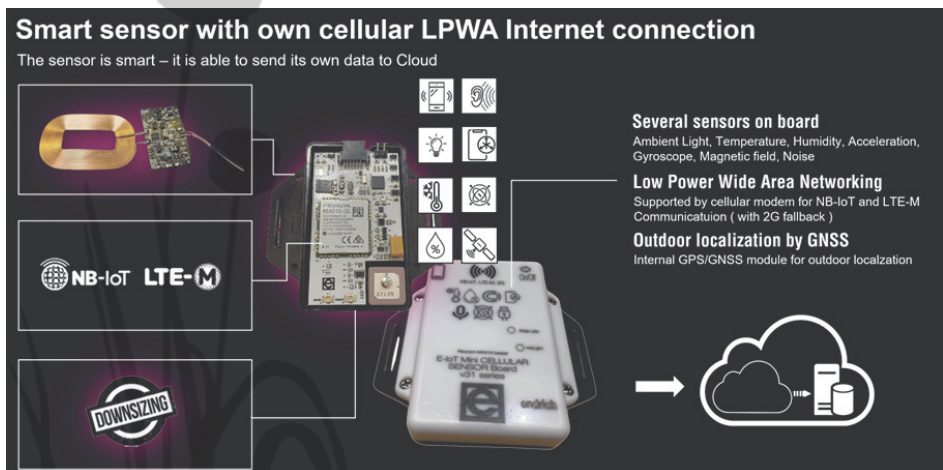 Smart sensor with own cellular LPWA Internet connection
The sensor is smart – it is able to send its own data to Cloud
Several sensors on board
Ambient Light, Temperature, Humidity, Acceleration,
Gyroscope, Magnetic field, Noise
Low Power Wide Area Networking
Supported by cellular modem for NB-IoT and LTE-M
Communicatuion ( with 2G fallback )
Outdoor localization by GNSS
Internal GPS/GNSS module for outdoor localzation
NB-IoT LTE-M
DOWNSIZING
%
E-IoT Mini CELLULAR
SENSOR Board
v31 series
endrich